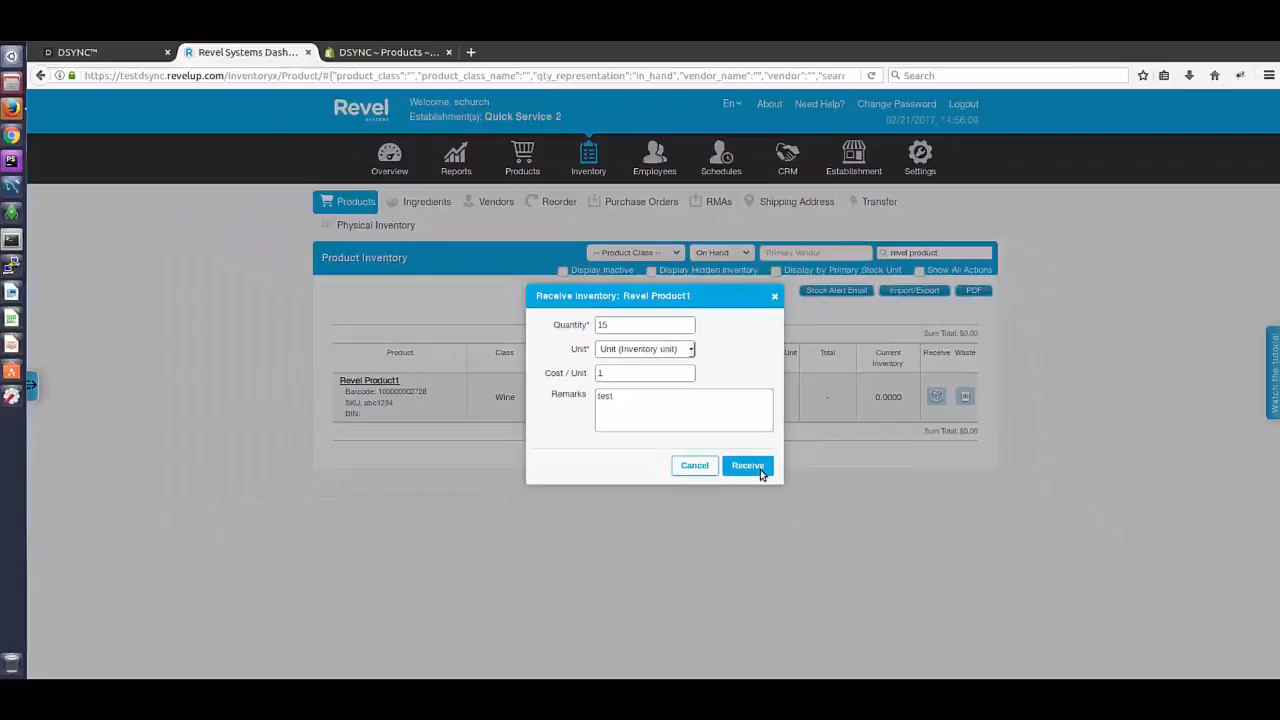 DSYNC™ × Revel Systems Dash... × DSYNC ~ Products ~... × +
https://testdsync.revelup.com/inventoryx/Product/#{"product_class":"","product_class_name":"","qty_representation":"in_hand","vendor_name":"","vendor":"","sear Search
Revel SYSTEMS
Welcome, schurch
Establishment(s): Quick Service 2
En About Need Help? Change Password Logout
02/21/2017, 14:56:09
Overview Reports Products Inventory Employees Schedules CRM Establishment Settings
Products Ingredients Vendors Reorder Purchase Orders RMAs Shipping Address Transfer
Physical Inventory
Product Inventory -- Product Class -- On Hand Primary Vendor revel product
Display Inactive Display Hidden Inventory Display by Primary Stock Unit Show All Actions
Stock Alert Email Import/Export PDF
Receive Inventory: Revel Product1 ×
Quantity* 15
Unit* Unit (Inventory unit)
Cost / Unit 1
Remarks test
Cancel Receive
Sum Total: $0.00
Product Class Unit Total Current Inventory Receive Waste
Revel Product1
Barcode: 100000002728
SKU: abc1234
BIN:
Wine - 0.0000
Sum Total: $0.00
Watch the tutorial